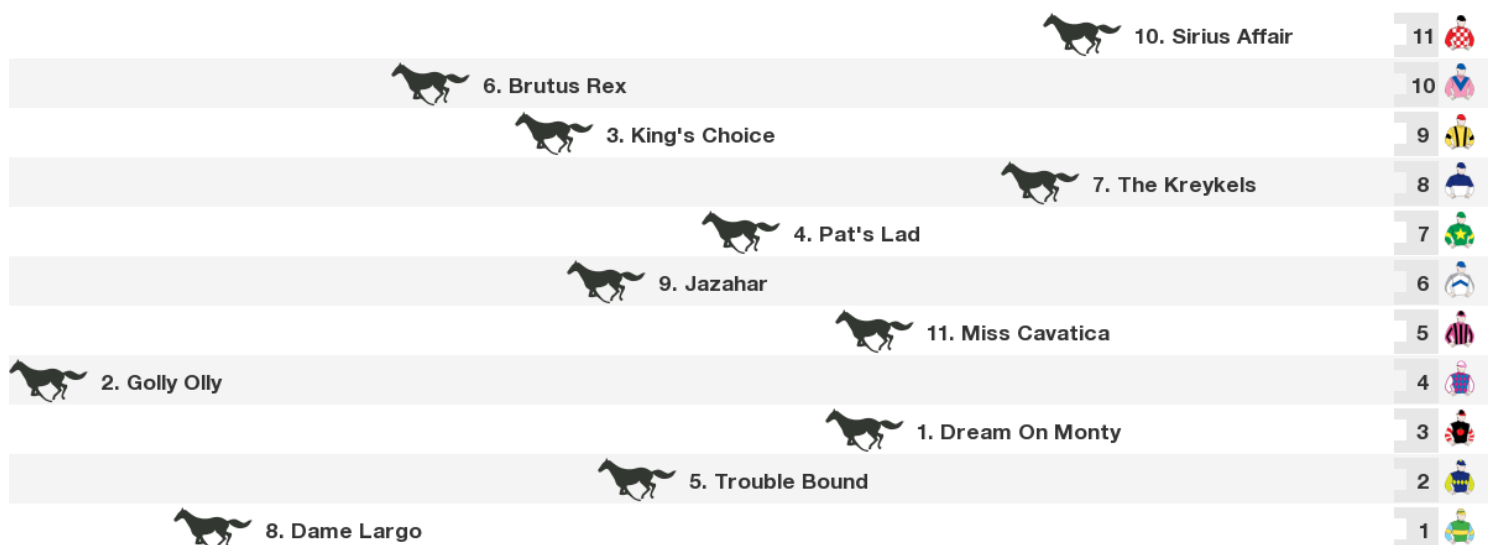 10. Sirius Affair 11
6. Brutus Rex 10
3. King's Choice 9
7. The Kreykels 8
4. Pat's Lad 7
9. Jazahar 6
11. Miss Cavatica 5
2. Golly Olly 4
1. Dream On Monty 3
5. Trouble Bound 2
8. Dame Largo 1